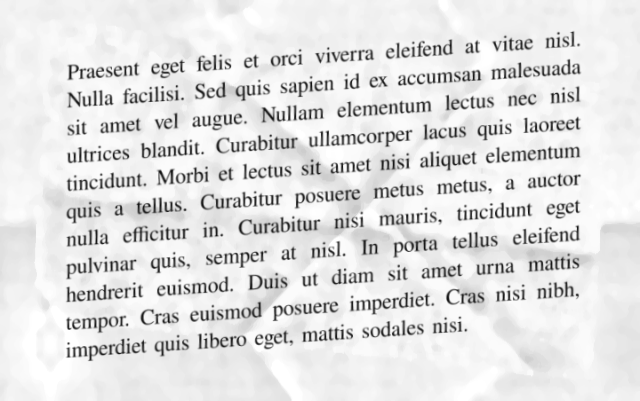 Praesent eget felis et orci viverra eleifend at vitae nisl.
Nulla facilisi. Sed quis sapien id ex accumsan malesuada
sit amet vel augue. Nullam elementum lectus nec nisl
ultrices blandit. Curabitur ullamcorper lacus quis laoreet
tincidunt. Morbi et lectus sit amet nisi aliquet elementum
quis a tellus. Curabitur posuere metus metus, a auctor
nulla efficitur in. Curabitur nisi mauris, tincidunt eget
pulvinar quis, semper at nisl. In porta tellus eleifend
hendrerit euismod. Duis ut diam sit amet urna mattis
tempor. Cras euismod posuere imperdiet. Cras nisi nibh,
imperdiet quis libero eget, mattis sodales nisi.